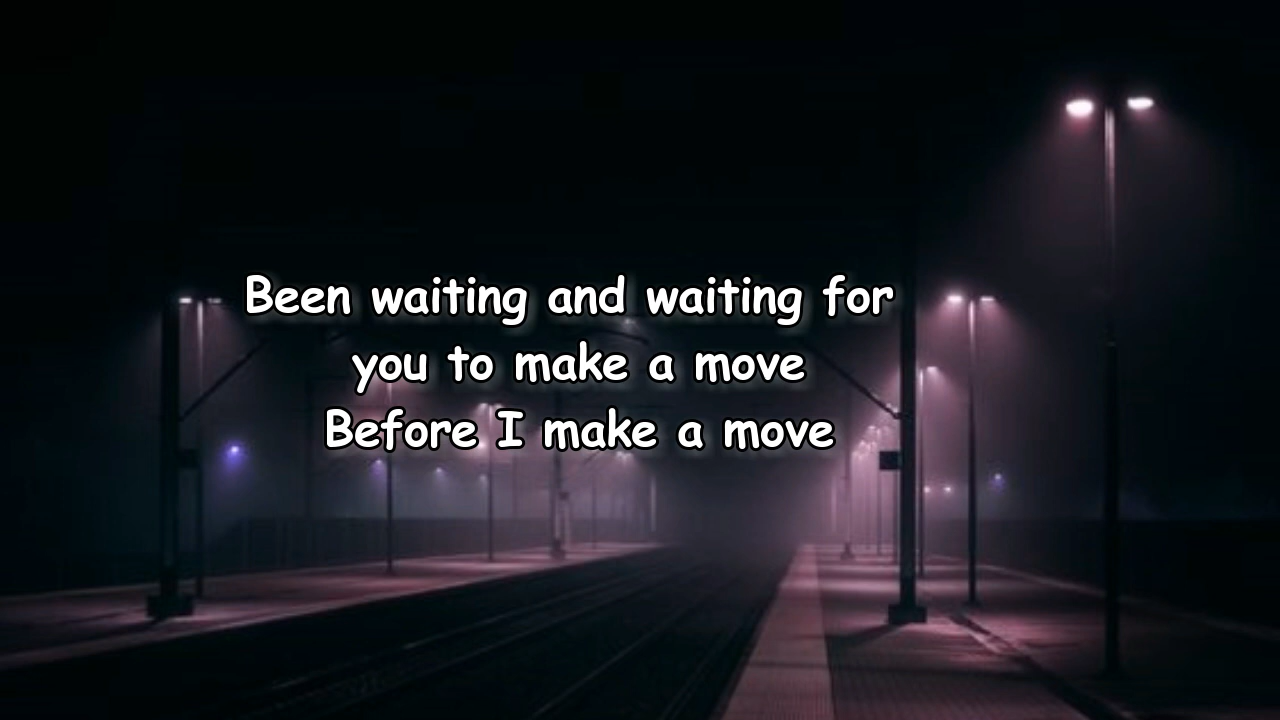 Been waiting and waiting for
you to make a move
Before I make a move